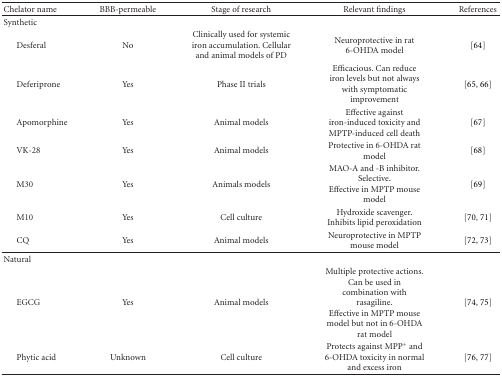 Chelator name BBB-permeable Stage of research Relevant findings References
Synthetic
Desferal No Clinically used for systemic iron accumulation. Cellular and animal models of PD Neuroprotective in rat 6-OHDA model [64]
Deferiprone Yes Phase II trials Efficacious. Can reduce iron levels but not always with symptomatic improvement [65, 66]
Apomorphine Yes Animal models Effective against iron-induced toxicity and MPTP-induced cell death [67]
VK-28 Yes Animal models Protective in 6-OHDA rat model [68]
M30 Yes Animals models MAO-A and -B inhibitor. Selective. Effective in MPTP mouse model [69]
M10 Yes Cell culture Hydroxide scavenger. Inhibits lipid peroxidation [70, 71]
CQ Yes Animal models Neuroprotective in MPTP mouse model [72, 73]
Natural
EGCG Yes Animal models Multiple protective actions. Can be used in combination with rasagiline. Effective in MPTP mouse model but not in 6-OHDA rat model [74, 75]
Phytic acid Unknown Cell culture Protects against MPP⁺ and 6-OHDA toxicity in normal and excess iron [76, 77]